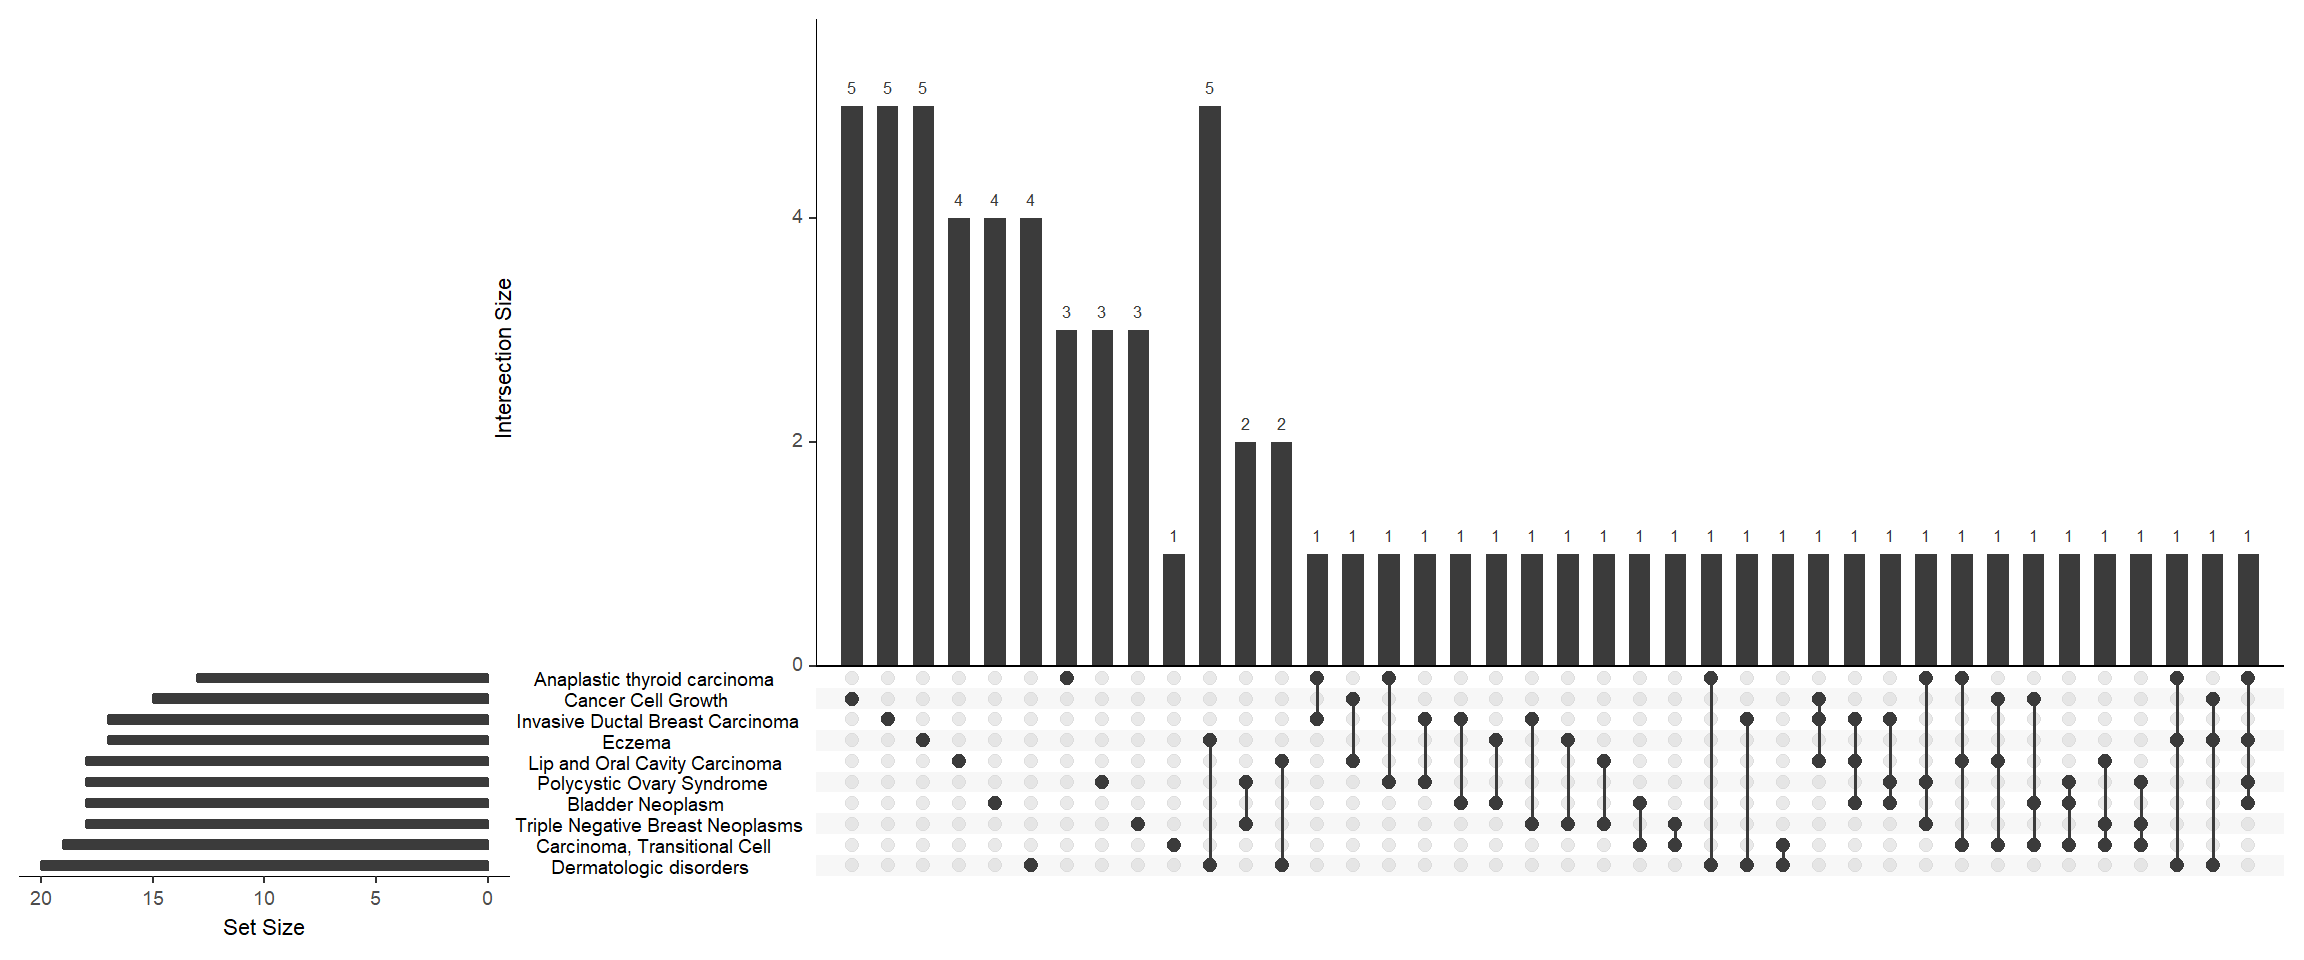 5 5 5 4 4 4 3 3 3 1 5 2 2 1 1 1 1 1 1 1 1 1 1 1 1 1 1 1 1 1 1 1 1 1 1 1 1 1 1 1
4
2
0
Intersection Size
Anaplastic thyroid carcinoma
Cancer Cell Growth
Invasive Ductal Breast Carcinoma
Eczema
Lip and Oral Cavity Carcinoma
Polycystic Ovary Syndrome
Bladder Neoplasm
Triple Negative Breast Neoplasms
Carcinoma, Transitional Cell
Dermatologic disorders
20 15 10 5 0
Set Size